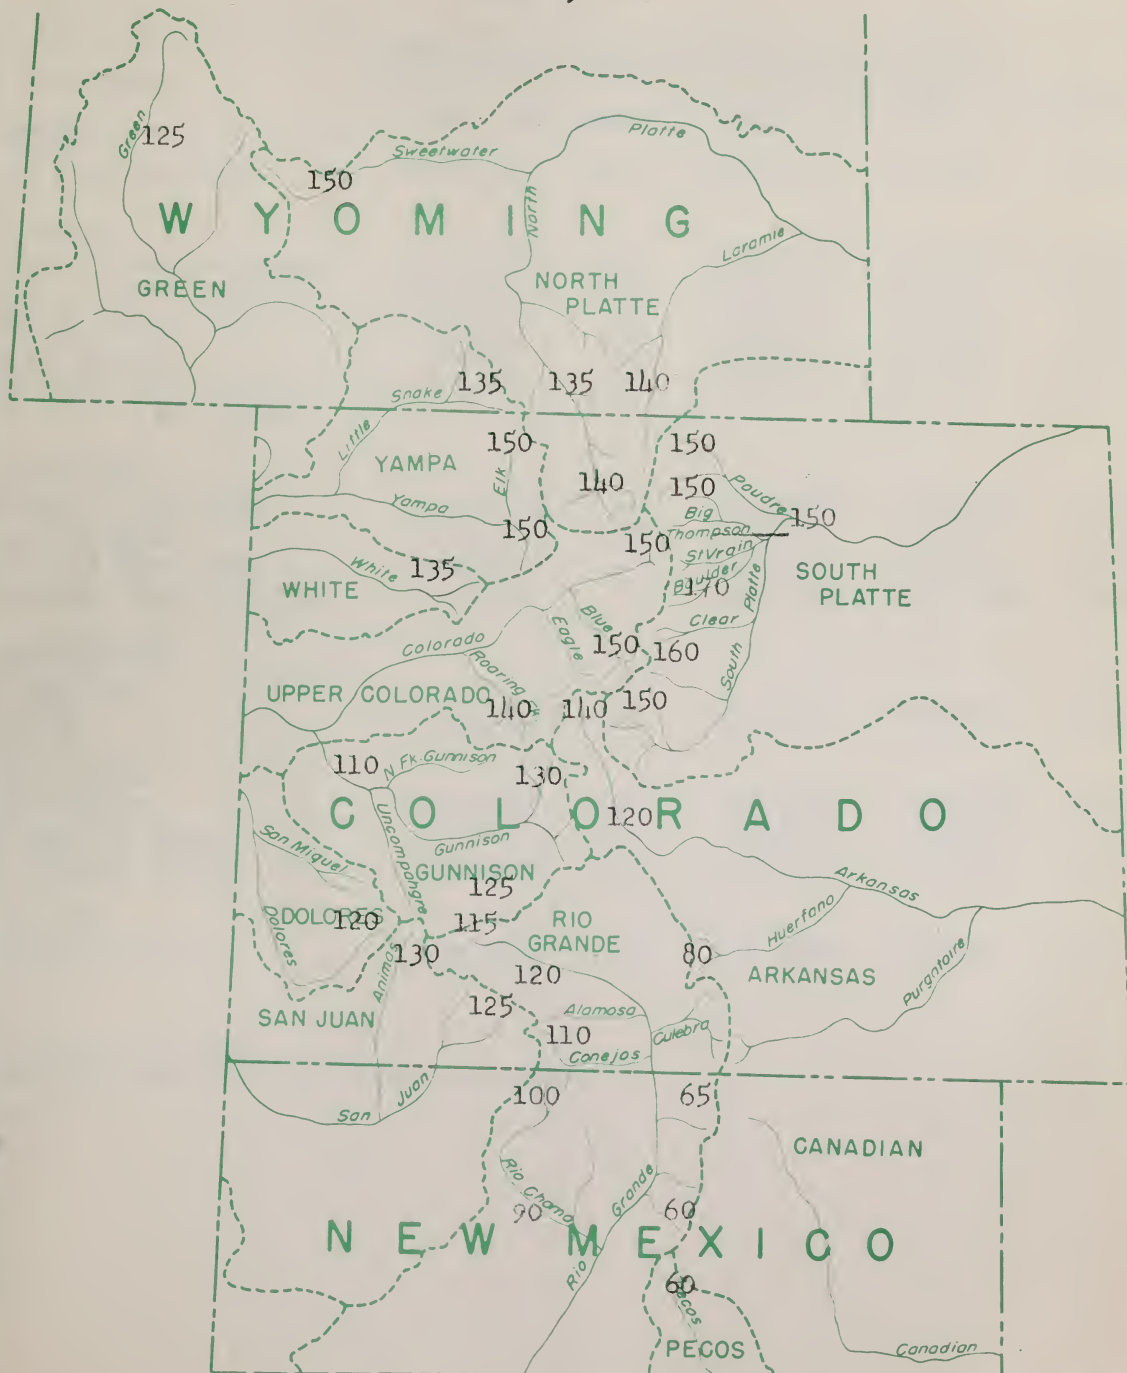 Platte
Green
125
Sweetwater
150
North
W Y O M I N G
Laramie
GREEN
NORTH
PLATTE
Snake
135
135
140
Little
150
150
YAMPA
Elk
140
150
Poudre
Yampa
Big
150
Thompson
150
150
St Vrain
White
135
Boulder
170
WHITE
SOUTH
PLATTE
Platte
Blue
Clear
Eagle
Colorado
150
160
Roaring Fk
South
UPPER COLORADO
140
140
150
110
N Fk. Gunnison
130
C O L O R A D O
120
Uncompahgre
San Miguel
Gunnison
GUNNISON
Arkansas
125
DOLORES
120
115
RIO
GRANDE
Huerfano
Dolores
130
80
Animas
120
ARKANSAS
Purgatoire
125
Alamosa
SAN JUAN
110
Culebra
Conejos
Juan
100
65
San
CANADIAN
Rio Chama
Grande
90
60
N E W M E X I C O
Rio
60
Pecos
PECOS
Canadian